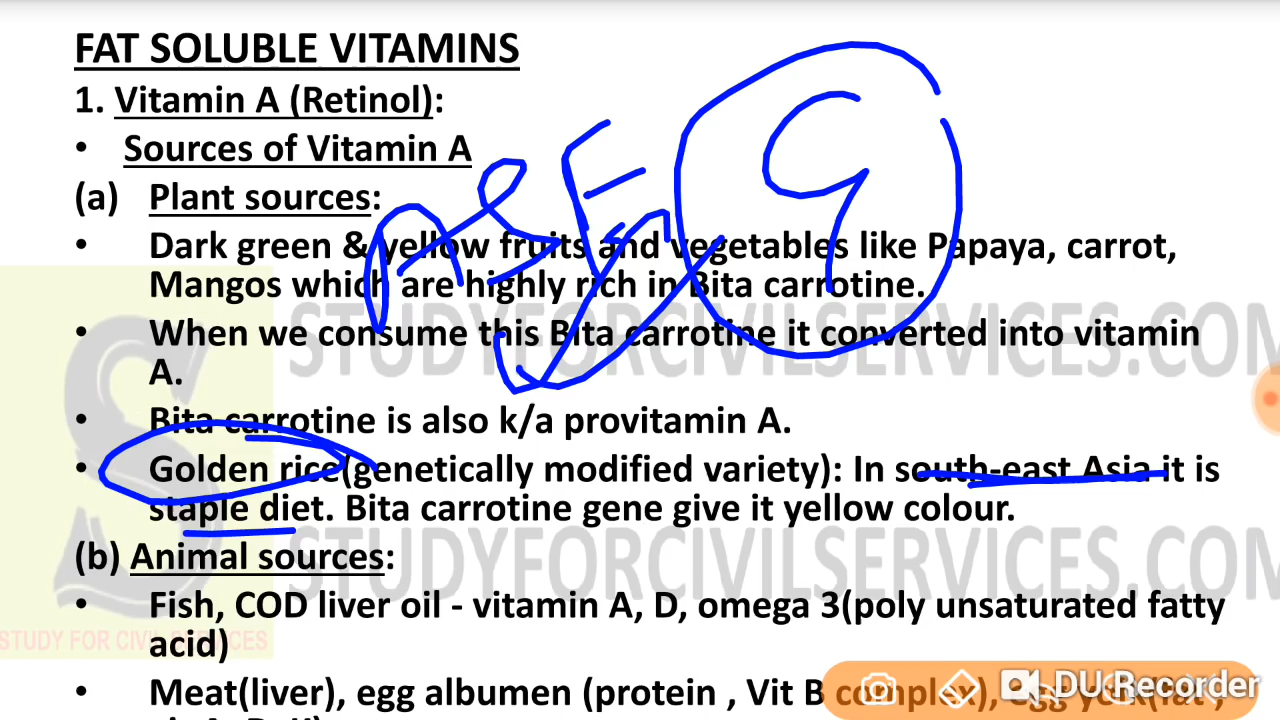 FAT SOLUBLE VITAMINS
1. Vitamin A (Retinol):
• Sources of Vitamin A
(a) Plant sources:
• Dark green & yellow fruits and vegetables like Papaya, carrot,
Mangos which are highly rich in Bita carrotine.
• When we consume this Bita carrotine it converted into vitamin
A.
• Bita carrotine is also k/a provitamin A.
• Golden rice(genetically modified variety): In south-east Asia it is
staple diet. Bita carrotine gene give it yellow colour.
(b) Animal sources:
• Fish, COD liver oil - vitamin A, D, omega 3(poly unsaturated fatty
acid)
• Meat(liver), egg albumen (protein , Vit B complex), egg yolk(fat ,
STUDYFORCIVILSERVICES.COM
STUDYFORCIVILSERVICES.COM
STUDY FOR CIVIL SERVICES
DU Recorder